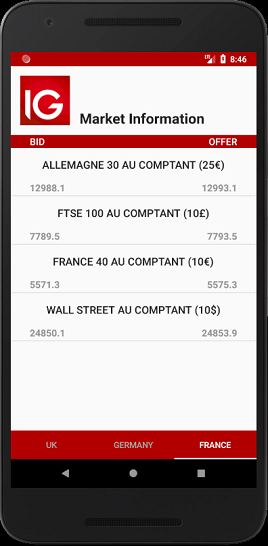 8:46
IG
Market Information
BID OFFER
ALLEMAGNE 30 AU COMPTANT (25€)
12988.1 12993.1
FTSE 100 AU COMPTANT (10£)
7789.5 7793.5
FRANCE 40 AU COMPTANT (10€)
5571.3 5575.3
WALL STREET AU COMPTANT (10$)
24850.1 24853.9
UK GERMANY FRANCE